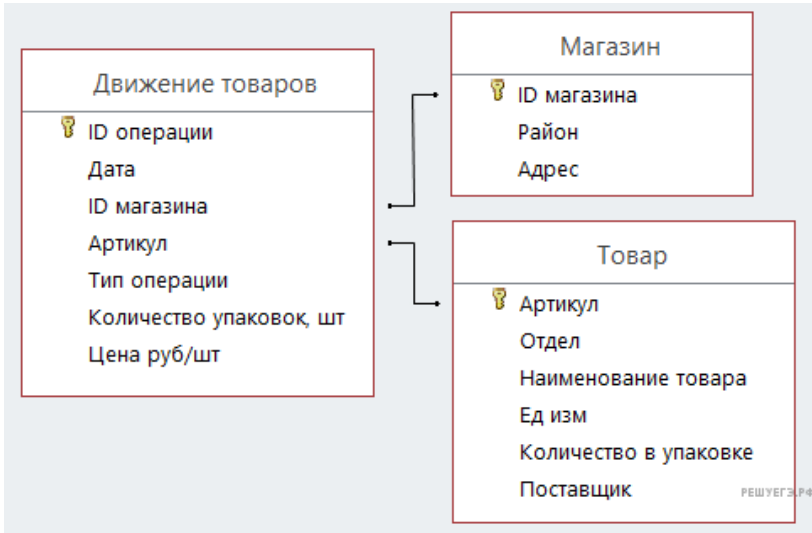 Движение товаров
ID операции
Дата
ID магазина
Артикул
Тип операции
Количество упаковок, шт
Цена руб/шт
Магазин
ID магазина
Район
Адрес
Товар
Артикул
Отдел
Наименование товара
Ед изм
Количество в упаковке
Поставщик
РЕШУЕГЭ.РФ